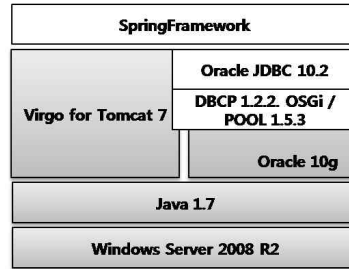 SpringFramework
Oracle JDBC 10.2
Virgo for Tomcat 7
DBCP 1.2.2. OSGi /
POOL 1.5.3
Oracle 10g
Java 1.7
Windows Server 2008 R2